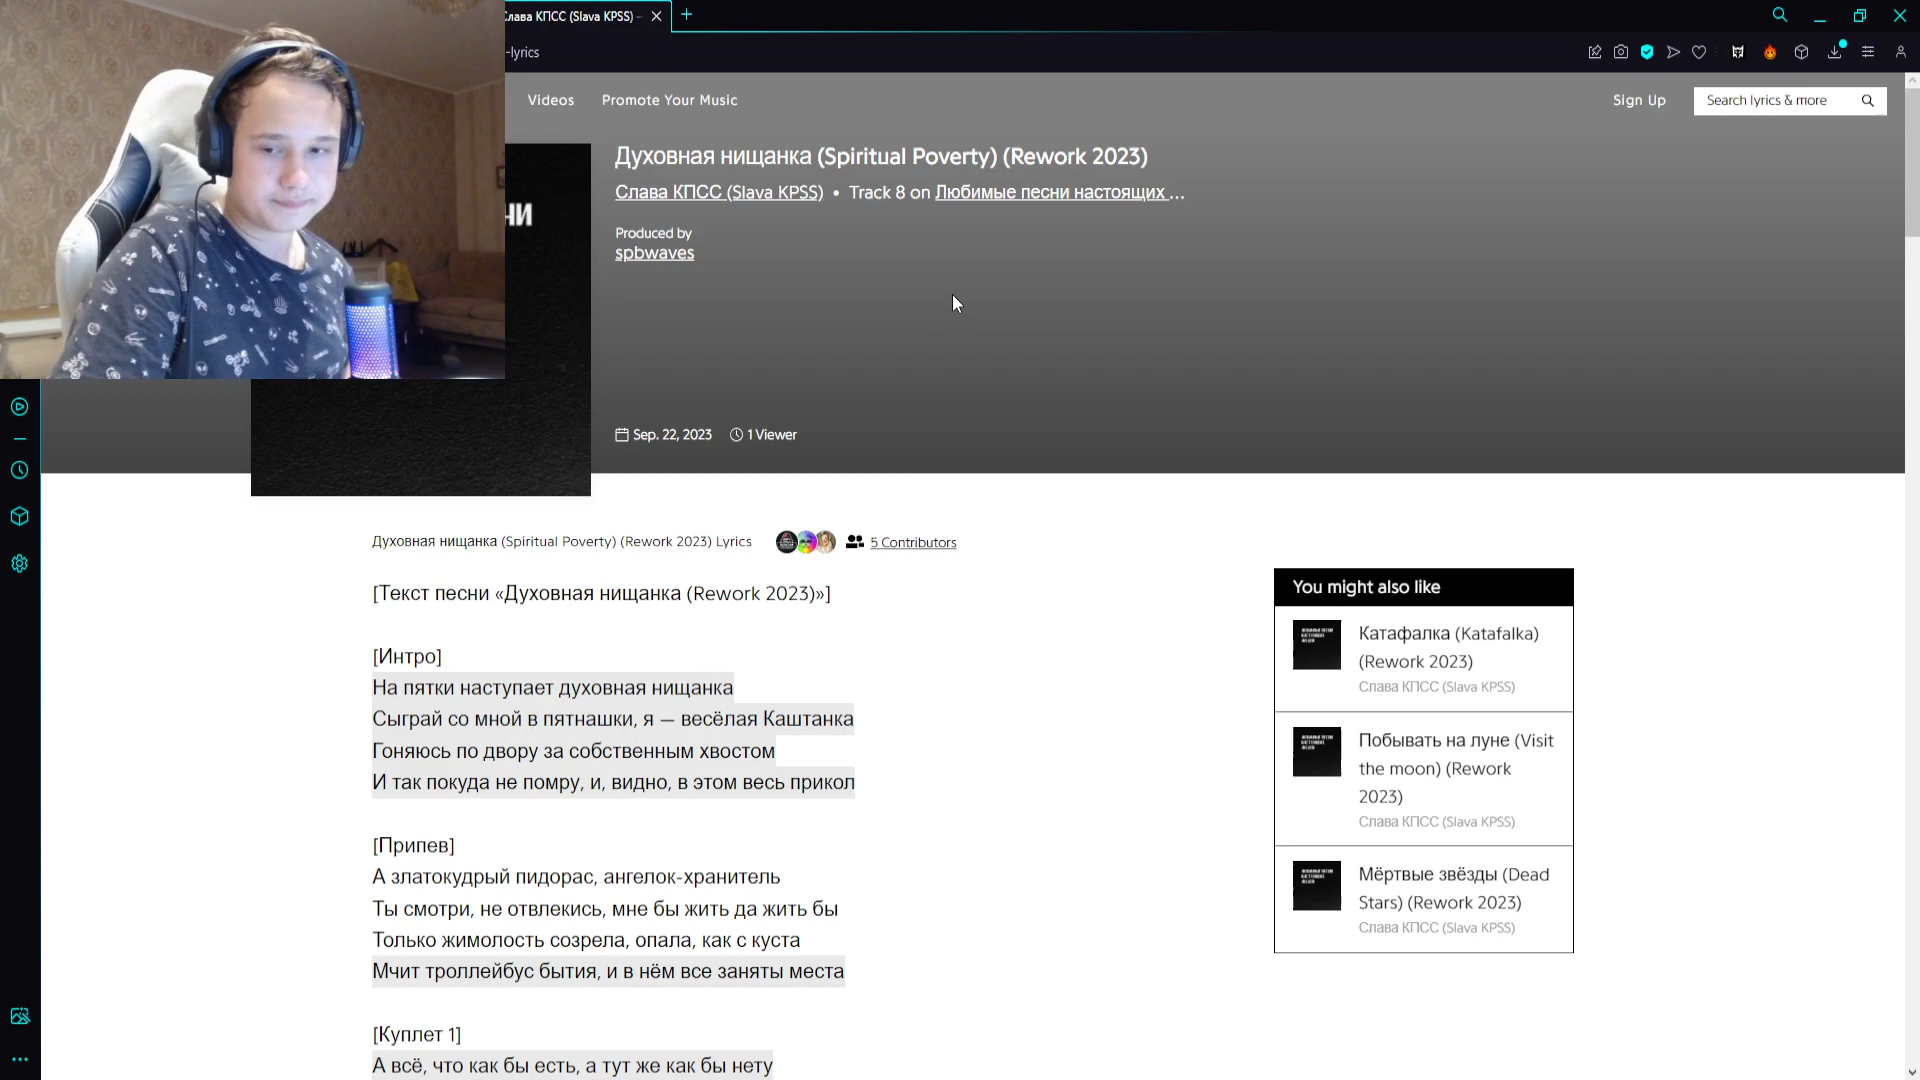 Слава КПСС (Slava KPSS) -
-lyrics
Videos
Promote Your Music
Sign Up
Search lyrics & more
Духовная нищанка (Spiritual Poverty) (Rework 2023)
Слава КПСС (Slava KPSS) • Track 8 on Любимые песни настоящих ...
Produced by
spbwaves
Sep. 22, 2023
1 Viewer
Духовная нищанка (Spiritual Poverty) (Rework 2023) Lyrics
5 Contributors
[Текст песни «Духовная нищанка (Rework 2023)»]
[Интро]
На пятки наступает духовная нищанка
Сыграй со мной в пятнашки, я — весёлая Каштанка
Гоняюсь по двору за собственным хвостом
И так покуда не помру, и, видно, в этом весь прикол
[Припев]
А златокудрый пидорас, ангелок-хранитель
Ты смотри, не отвлекись, мне бы жить да жить бы
Только жимолость созрела, опала, как с куста
Мчит троллейбус бытия, и в нём все заняты места
[Куплет 1]
А всё, что как бы есть, а тут же как бы нету
You might also like
Катафалка (Katafalka)
(Rework 2023)
Слава КПСС (Slava KPSS)
Побывать на луне (Visit
the moon) (Rework
2023)
Слава КПСС (Slava KPSS)
Мёртвые звёзды (Dead
Stars) (Rework 2023)
Слава КПСС (Slava KPSS)